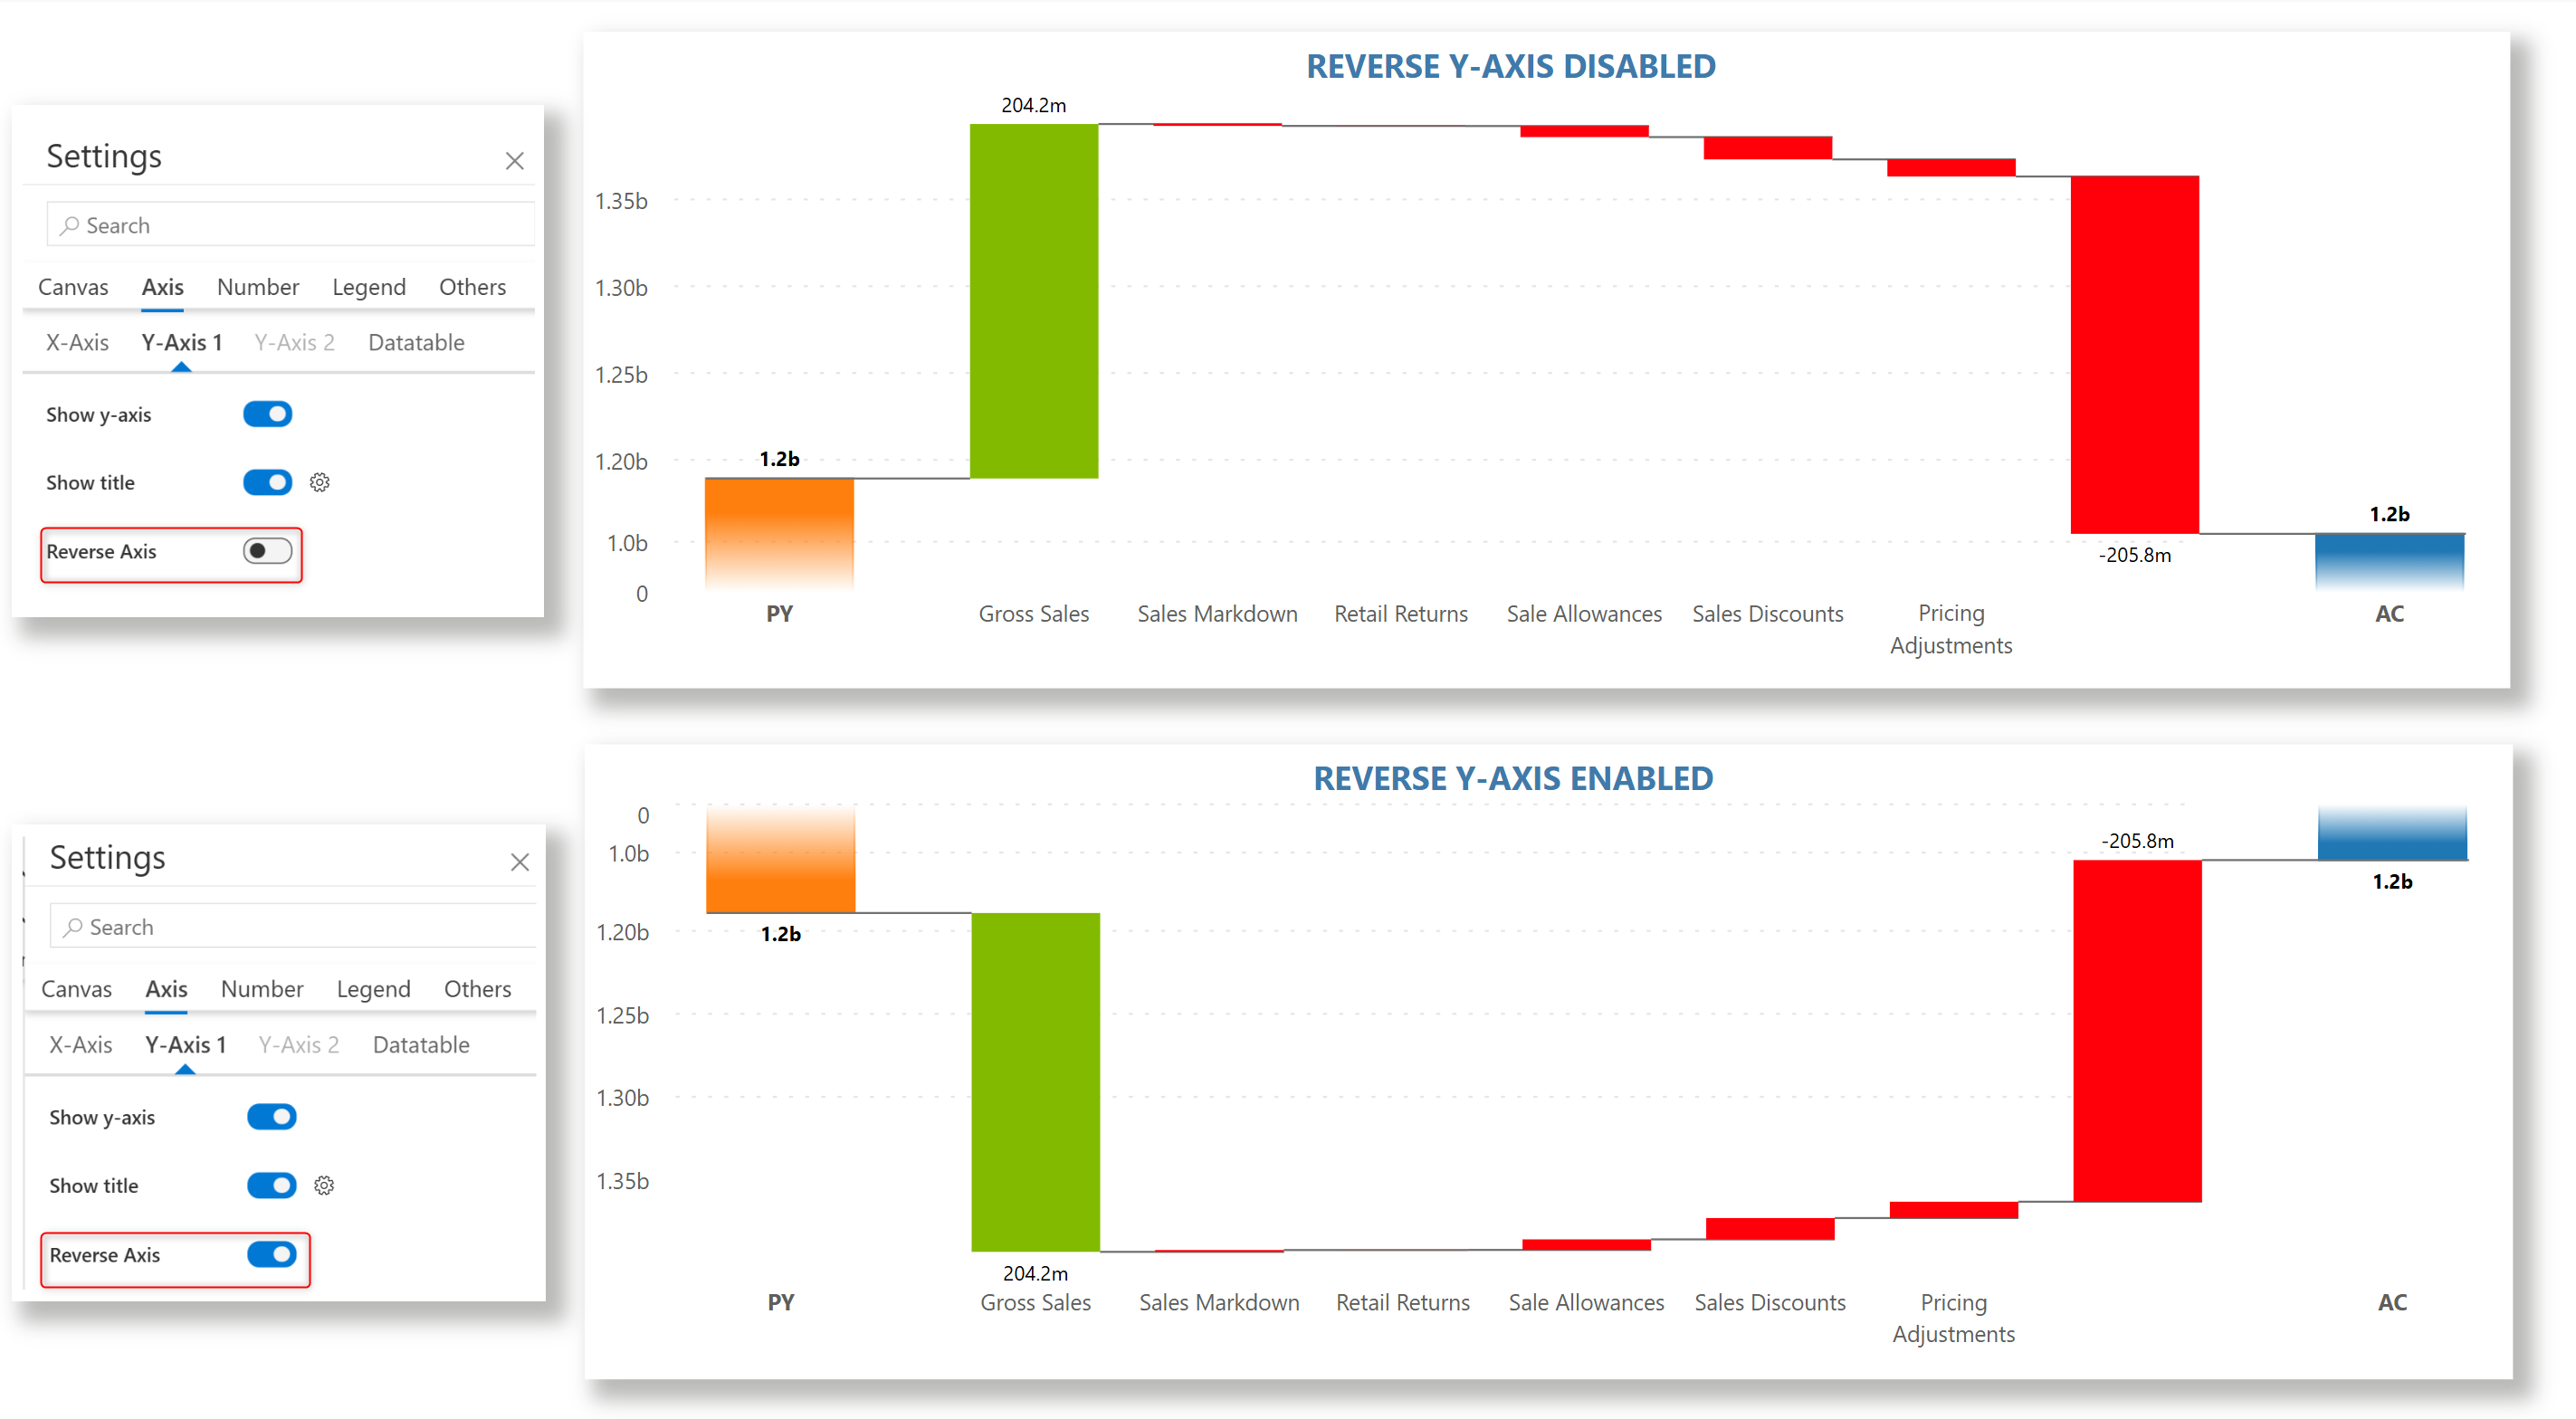 REVERSE Y-AXIS DISABLED
Settings
Search
Canvas Axis Number Legend Others
X-Axis Y-Axis 1 Y-Axis 2 Datatable
Show y-axis
Show title
Reverse Axis
204.2m
1.35b
1.30b
1.25b
1.20b
1.2b
1.2b
1.0b
-205.8m
0
PY Gross Sales Sales Markdown Retail Returns Sale Allowances Sales Discounts Pricing Adjustments AC
REVERSE Y-AXIS ENABLED
Settings
Search
Canvas Axis Number Legend Others
X-Axis Y-Axis 1 Y-Axis 2 Datatable
Show y-axis
Show title
Reverse Axis
0
-205.8m
1.0b
1.2b
1.20b
1.2b
1.25b
1.30b
1.35b
204.2m
PY Gross Sales Sales Markdown Retail Returns Sale Allowances Sales Discounts Pricing Adjustments AC